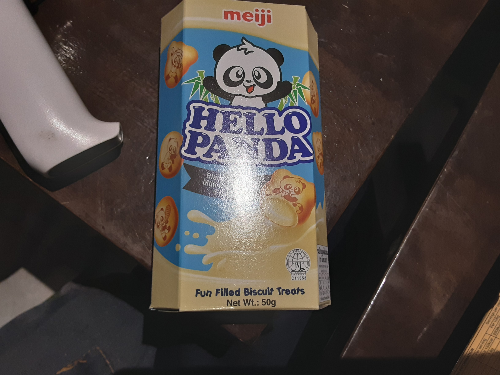 meiji
HELLO
PANDA
Fun Filled Biscuit Treats
Net Wt.: 50g